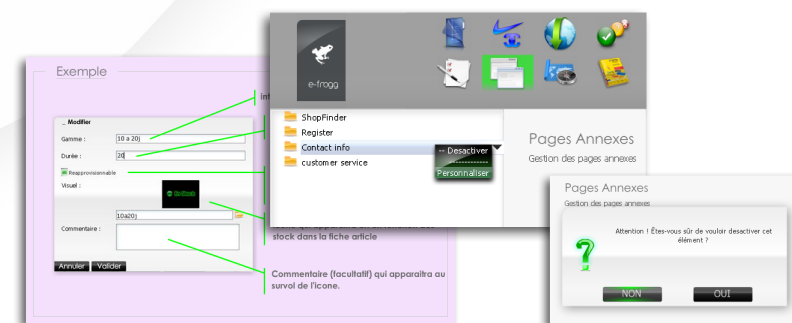 Exemple
_ Modifier
Gamme :
10 a 20j
Durée :
20
Reapprovisionnable
Visuel :
10a20j
Commentaire :
Annuler
Valider
stock dans la fiche article
Commentaire (facultatif) qui apparaitra au
survol de l'icone.
e-frogg
ShopFinder
Register
Contact info
customer service
-- Desactiver
------------
Personnaliser
Pages Annexes
Gestion des pages annexes
Pages Annexes
Gestion des pages annexes
Attention ! Êtes-vous sûr de vouloir desactiver cet
élément ?
NON
OUI